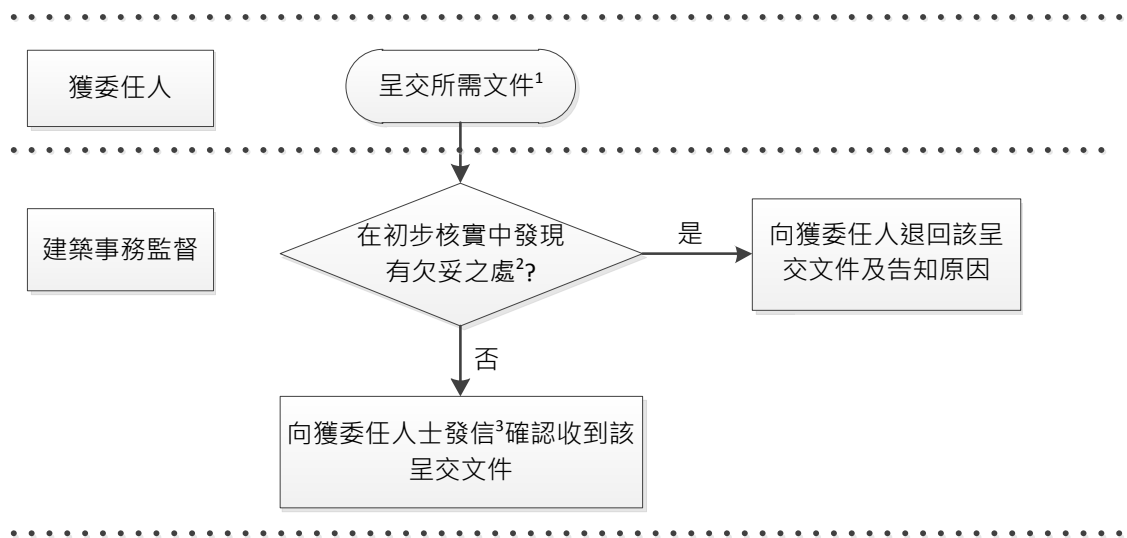 獲委任人
呈交所需文件¹
建築事務監督
在初步核實中發現
有欠妥之處²?
是
向獲委任人退回該呈
交文件及告知原因
否
向獲委任人士發信³確認收到該
呈交文件